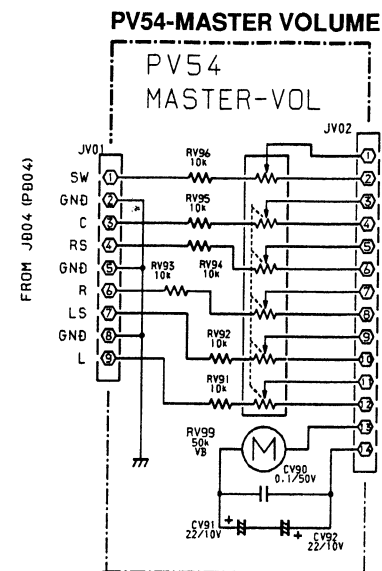 PV54-MASTER VOLUME
PV54
MASTER-VOL
JV02
JV01
FROM JB04 (PD04)
SW 1
GND 2
C 3
RS 4
GND 5
R 6
LS 7
GND 8
L 9
RV96
10k
RV95
10k
RV93
10k
RV94
10k
RV92
10k
RV91
10k
1
2
3
4
5
6
7
8
9
10
11
12
13
14
RV99
50k
VB
M
CV90
0.1/50V
CV91
22/10V
+
+
CV92
22/10V